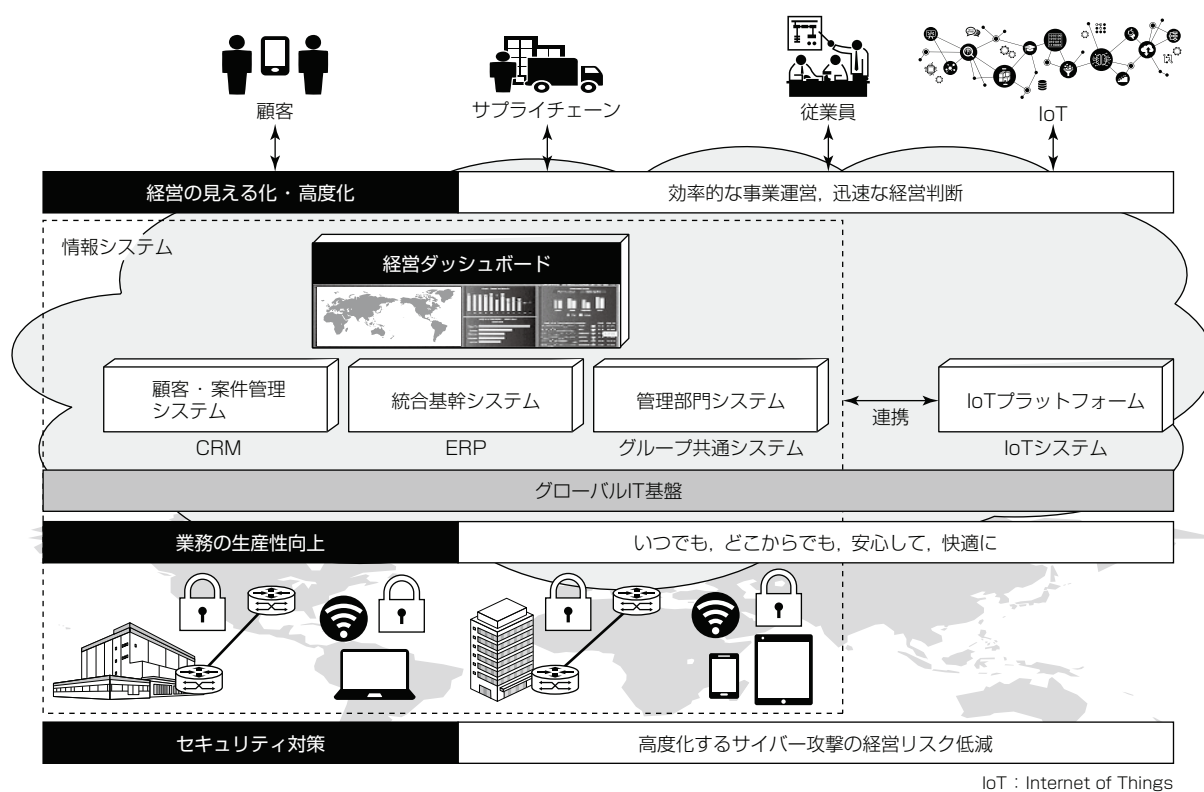 顧客
サプライチェーン
従業員
IoT
経営の見える化・高度化
効率的な事業運営，迅速な経営判断
情報システム
経営ダッシュボード
顧客・案件管理
システム
統合基幹システム
管理部門システム
連携
IoTプラットフォーム
CRM
ERP
グループ共通システム
IoTシステム
グローバルIT基盤
業務の生産性向上
いつでも，どこからでも，安心して，快適に
セキュリティ対策
高度化するサイバー攻撃の経営リスク低減
IoT：Internet of Things